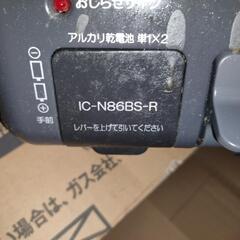 おしらせサイン
アルカリ乾電池 単1×2
手前
IC-N86BS-R
レバーを上げて引いてください
い場合は、ガス会社